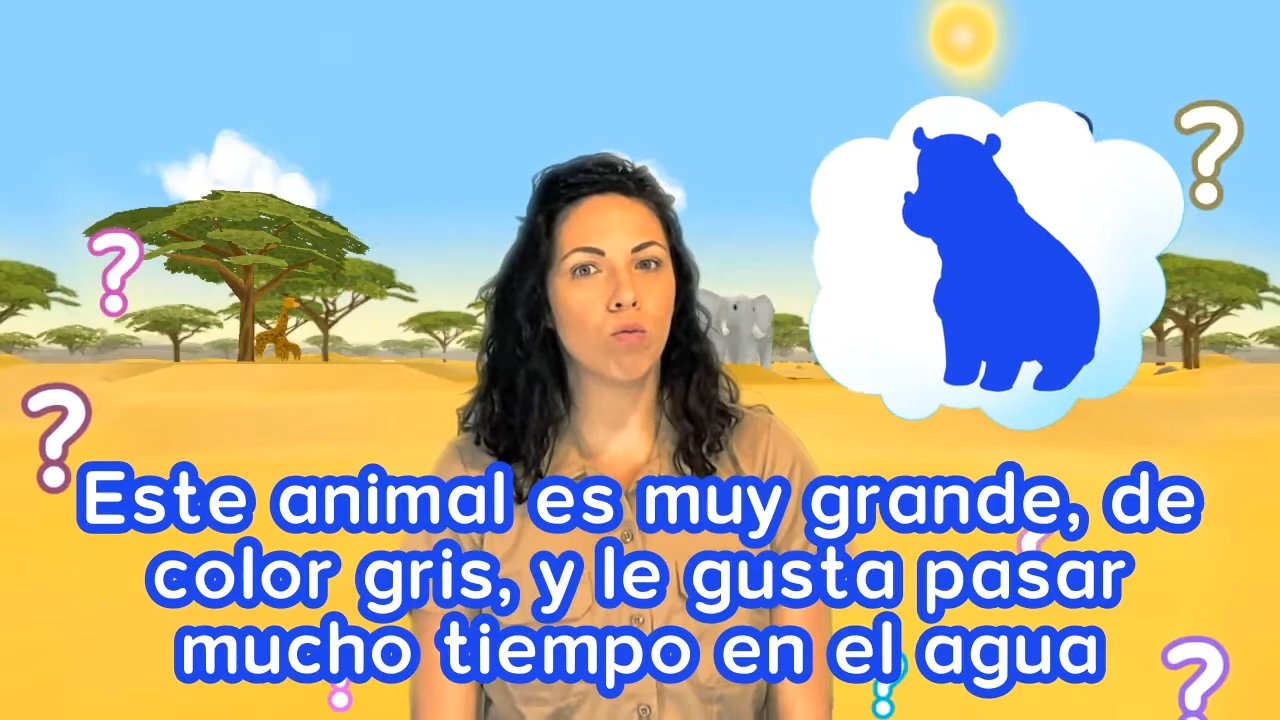 Este animal es muy grande, de
color gris, y le gusta pasar
mucho tiempo en el agua
?
?
?
?
?
?